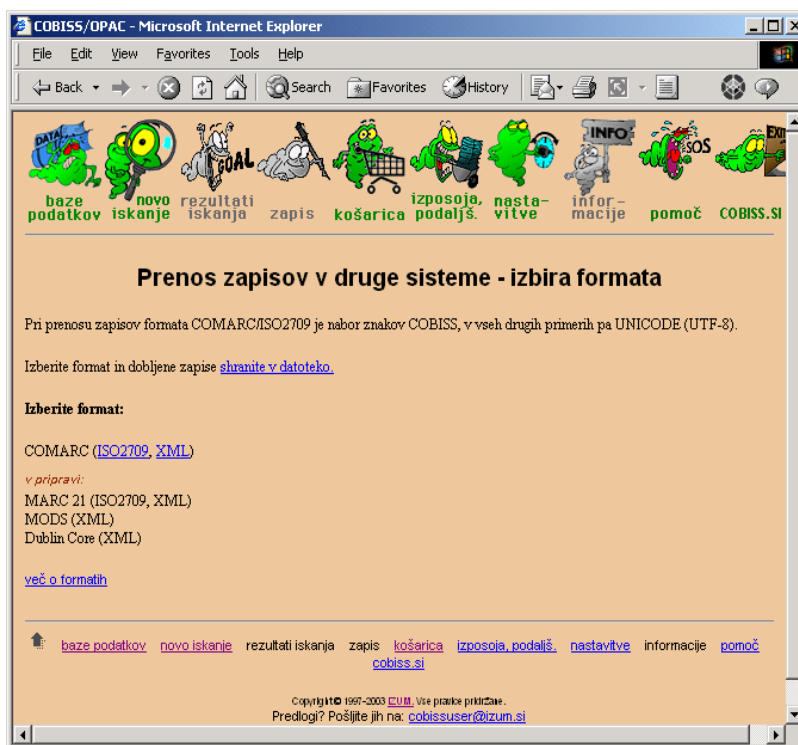 COBISS/OPAC - Microsoft Internet Explorer
File Edit View Favorites Tools Help
Back Search Favorites History
DATA GOAL INFO SOS EXIT
baze podatkov
novo iskanje
rezultati iskanja
zapis
košarica
izposoja, podaljš.
nasta-
vitve
infor-
macije
pomoč
COBISS.SI
Prenos zapisov v druge sisteme - izbira formata
Pri prenosu zapisov formata COMARC/ISO2709 je nabor znakov COBISS, v vseh drugih primerih pa UNICODE (UTF-8).
Izberite format in dobljene zapise shranite v datoteko.
Izberite format:
COMARC (ISO2709, XML)
v pripravi:
MARC 21 (ISO2709, XML)
MODS (XML)
Dublin Core (XML)
več o formatih
baze podatkov novo iskanje rezultati iskanja zapis košarica izposoja, podaljš. nastavitve informacije pomoč
cobiss.si
Copyright© 1997-2003 IZUM. Vse pravice pridržane.
Predlogi? Pošljite jih na: cobissuser@izum.si